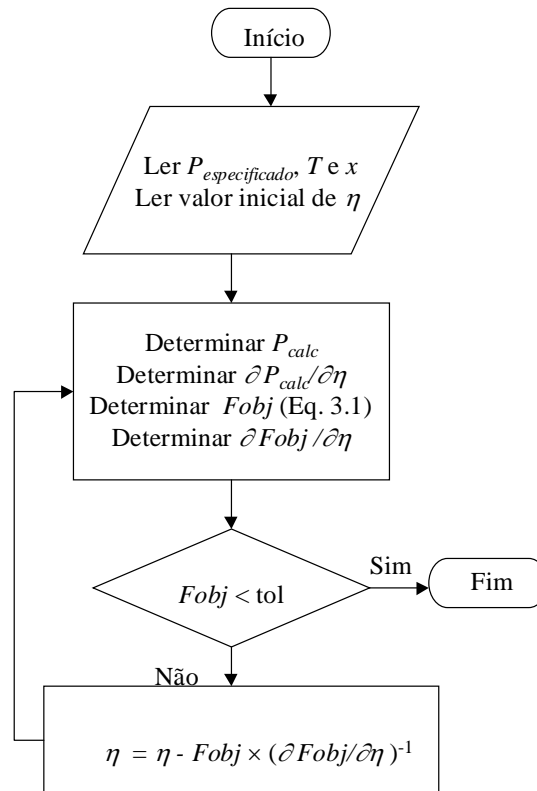 Início
Ler P_especificado, T e x
Ler valor inicial de η
Determinar P_calc
Determinar ∂P_calc/∂η
Determinar Fobj (Eq. 3.1)
Determinar ∂Fobj/∂η
Fobj < tol
Sim
Fim
Não
η = η - Fobj × (∂Fobj/∂η)⁻¹